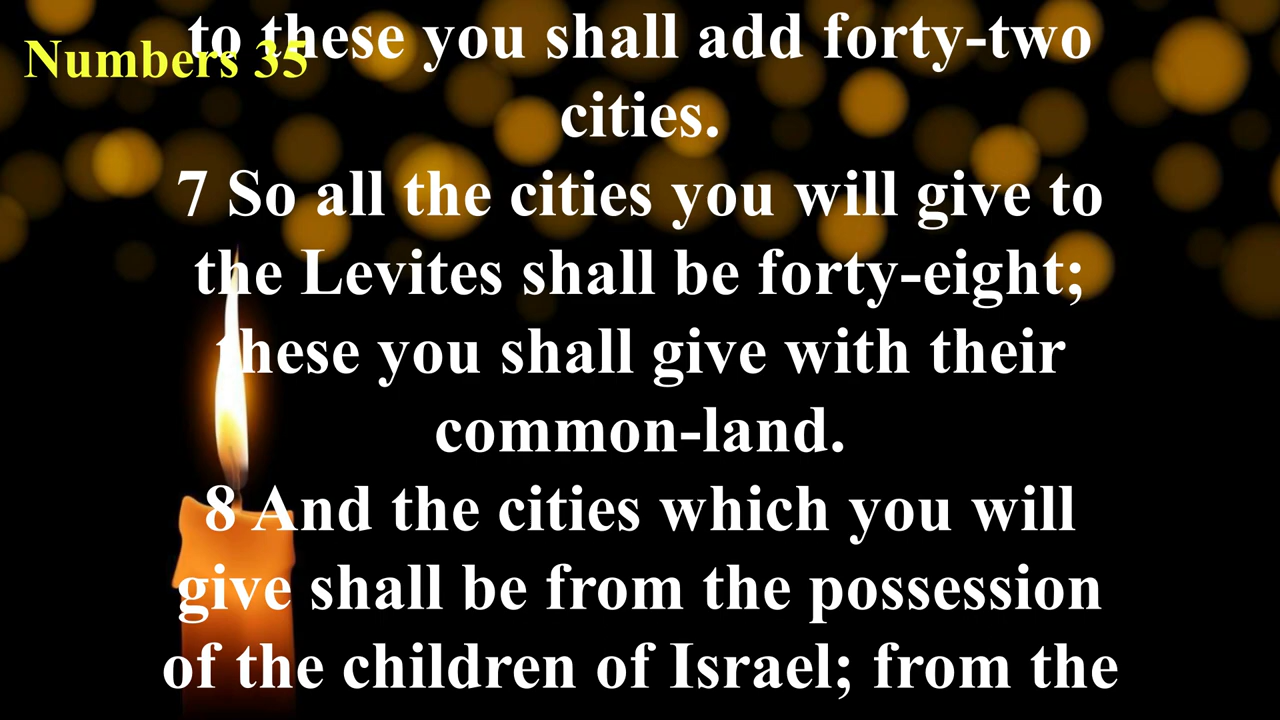 Numbers 35
to these you shall add forty-two
cities.
7 So all the cities you will give to
the Levites shall be forty-eight;
these you shall give with their
common-land.
8 And the cities which you will
give shall be from the possession
of the children of Israel; from the